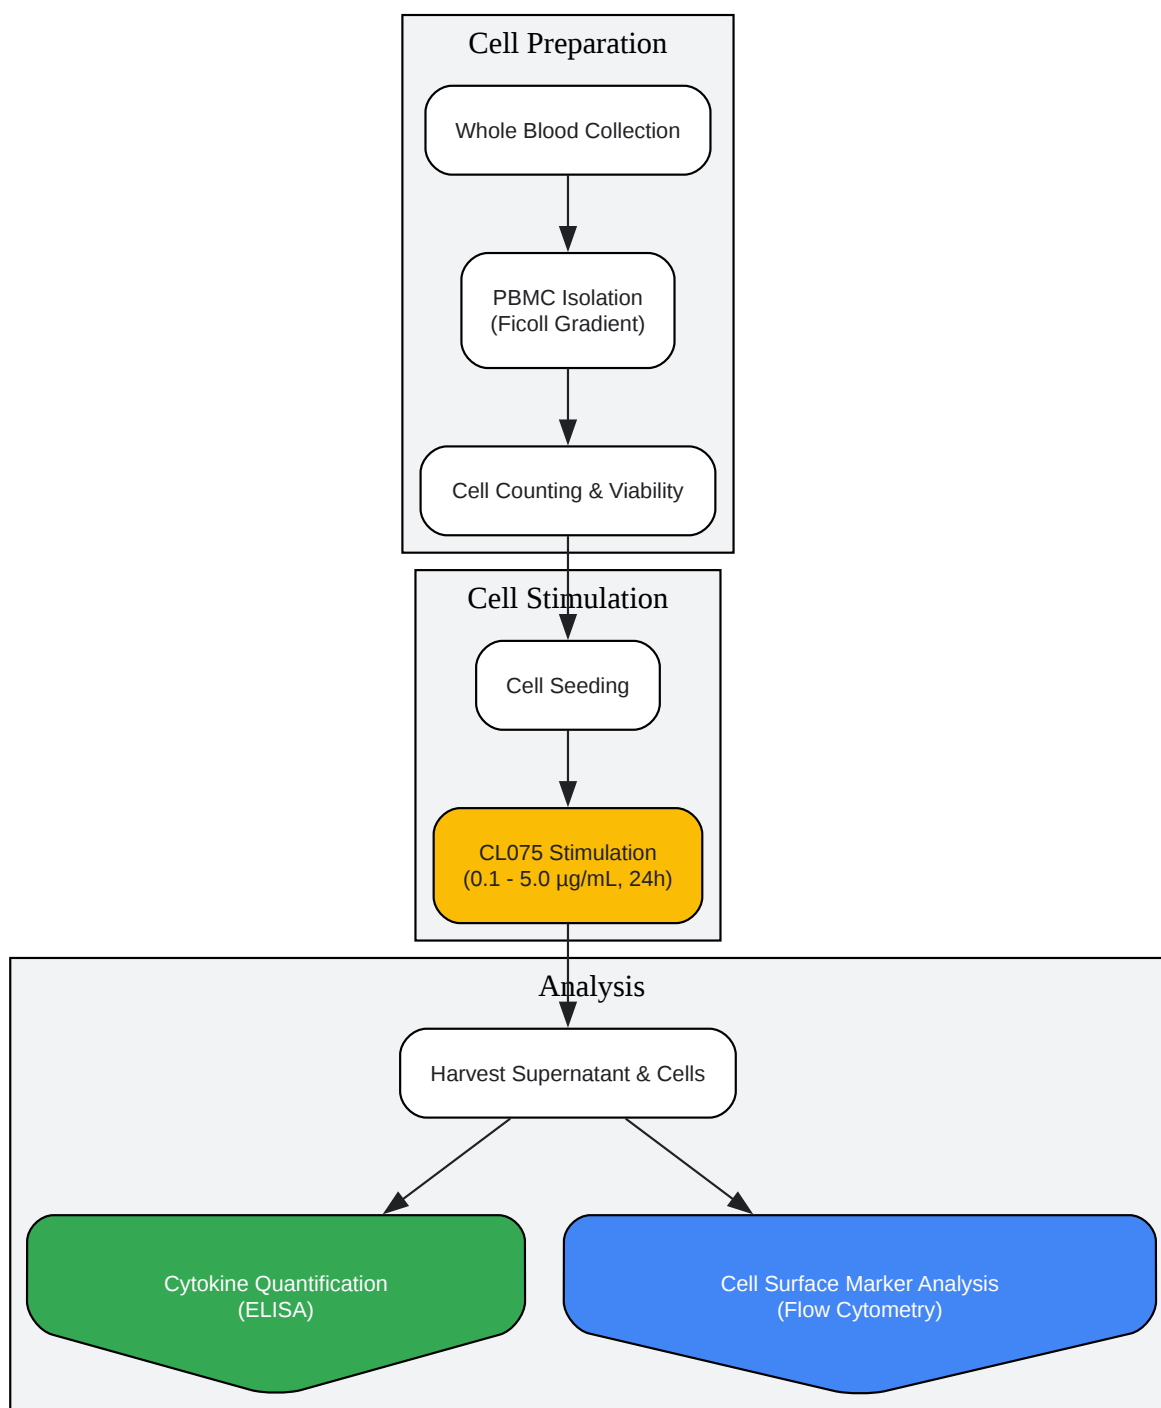 Cell Preparation
Whole Blood Collection
PBMC Isolation
(Ficoll Gradient)
Cell Counting & Viability
Cell Stimulation
Cell Seeding
CL075 Stimulation
(0.1 - 5.0 µg/mL, 24h)
Analysis
Harvest Supernatant & Cells
Cytokine Quantification
(ELISA)
Cell Surface Marker Analysis
(Flow Cytometry)